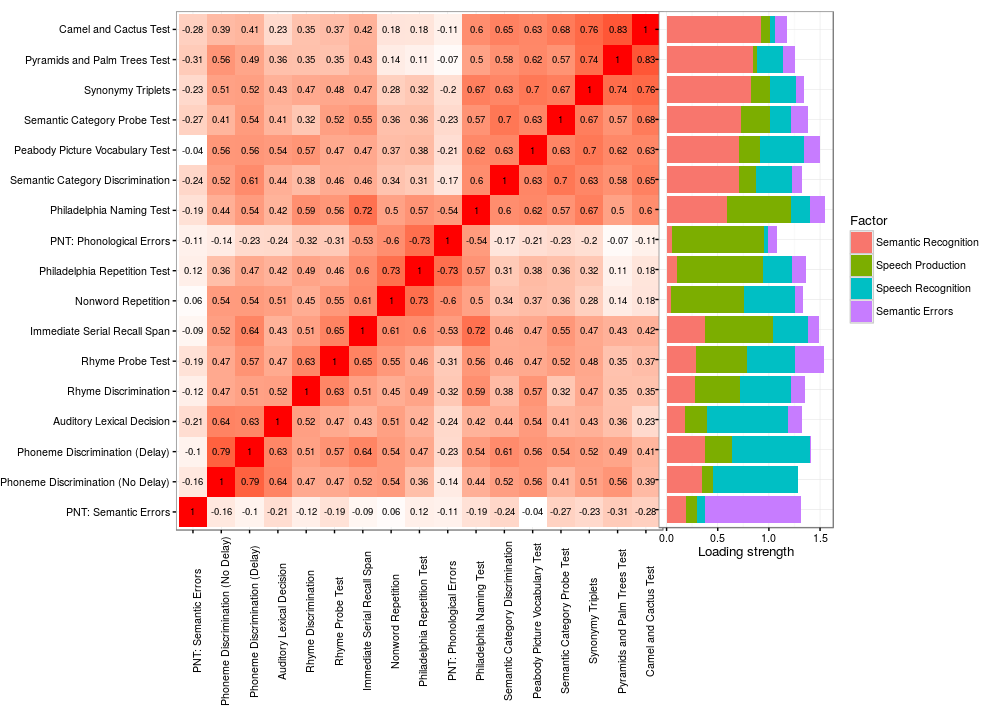 Camel and Cactus Test -0.28 0.39 0.41 0.23 0.35 0.37 0.42 0.18 0.18 -0.11 0.6 0.65 0.63 0.68 0.76 0.83 1
Pyramids and Palm Trees Test -0.31 0.56 0.49 0.36 0.35 0.35 0.43 0.14 0.11 -0.07 0.5 0.58 0.62 0.57 0.74 1 0.83
Synonymy Triplets -0.23 0.51 0.52 0.43 0.47 0.48 0.47 0.28 0.32 -0.2 0.67 0.63 0.7 0.67 1 0.74 0.76
Semantic Category Probe Test -0.27 0.41 0.54 0.41 0.32 0.52 0.55 0.36 0.36 -0.23 0.57 0.7 0.63 1 0.67 0.57 0.68
Peabody Picture Vocabulary Test -0.04 0.56 0.56 0.54 0.57 0.47 0.47 0.37 0.38 -0.21 0.62 0.63 1 0.63 0.7 0.62 0.63
Semantic Category Discrimination -0.24 0.52 0.61 0.44 0.38 0.46 0.46 0.34 0.31 -0.17 0.6 1 0.63 0.7 0.63 0.58 0.65
Philadelphia Naming Test -0.19 0.44 0.54 0.42 0.59 0.56 0.72 0.5 0.57 -0.54 1 0.6 0.62 0.57 0.67 0.5 0.6
PNT: Phonological Errors -0.11 -0.14 -0.23 -0.24 -0.32 -0.31 -0.53 -0.6 -0.73 1 -0.54 -0.17 -0.21 -0.23 -0.2 -0.07 -0.11
Philadelphia Repetition Test 0.12 0.36 0.47 0.42 0.49 0.46 0.6 0.73 1 -0.73 0.57 0.31 0.38 0.36 0.32 0.11 0.18
Nonword Repetition 0.06 0.54 0.54 0.51 0.45 0.55 0.61 1 0.73 -0.6 0.5 0.34 0.37 0.36 0.28 0.14 0.18
Immediate Serial Recall Span -0.09 0.52 0.64 0.43 0.51 0.65 1 0.61 0.6 -0.53 0.72 0.46 0.47 0.55 0.47 0.43 0.42
Rhyme Probe Test -0.19 0.47 0.57 0.47 0.63 1 0.65 0.55 0.46 -0.31 0.56 0.46 0.47 0.52 0.48 0.35 0.37
Rhyme Discrimination -0.12 0.47 0.51 0.52 1 0.63 0.51 0.45 0.49 -0.32 0.59 0.38 0.57 0.32 0.47 0.35 0.35
Auditory Lexical Decision -0.21 0.64 0.63 1 0.52 0.47 0.43 0.51 0.42 -0.24 0.42 0.44 0.54 0.41 0.43 0.36 0.23
Phoneme Discrimination (Delay) -0.1 0.79 1 0.63 0.51 0.57 0.64 0.54 0.47 -0.23 0.54 0.61 0.56 0.54 0.52 0.49 0.41
Phoneme Discrimination (No Delay) -0.16 1 0.79 0.64 0.47 0.47 0.52 0.54 0.36 -0.14 0.44 0.52 0.56 0.41 0.51 0.56 0.39
PNT: Semantic Errors 1 -0.16 -0.1 -0.21 -0.12 -0.19 -0.09 0.06 0.12 -0.11 -0.19 -0.24 -0.04 -0.27 -0.23 -0.31 -0.28
PNT: Semantic Errors
Phoneme Discrimination (No Delay)
Phoneme Discrimination (Delay)
Auditory Lexical Decision
Rhyme Discrimination
Rhyme Probe Test
Immediate Serial Recall Span
Nonword Repetition
Philadelphia Repetition Test
PNT: Phonological Errors
Philadelphia Naming Test
Semantic Category Discrimination
Peabody Picture Vocabulary Test
Semantic Category Probe Test
Synonymy Triplets
Pyramids and Palm Trees Test
Camel and Cactus Test
0.0 0.5 1.0 1.5
Loading strength
Factor
Semantic Recognition
Speech Production
Speech Recognition
Semantic Errors